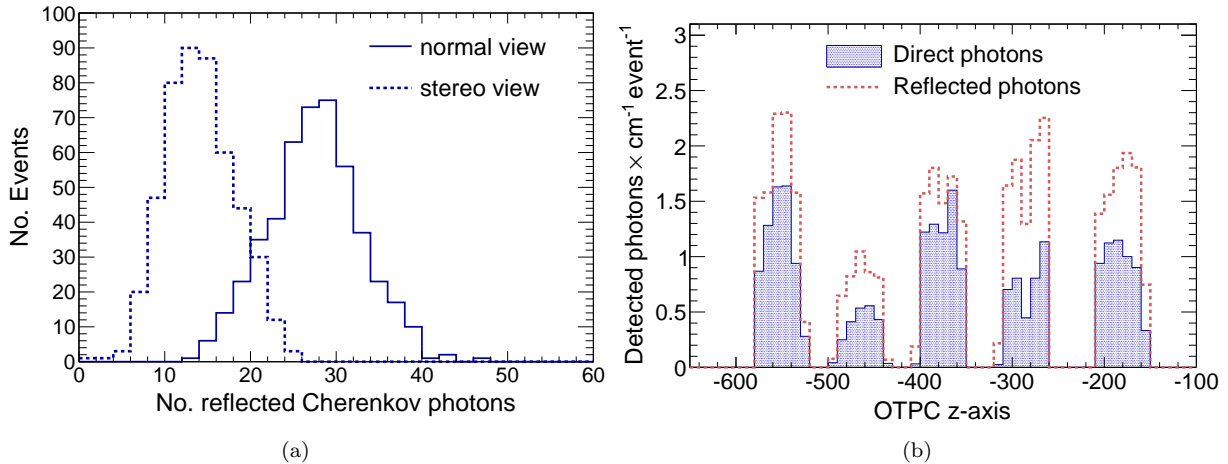 100
90
80
70
60
50
40
30
20
10
0
No. Events
normal view
stereo view
0 10 20 30 40 50 60
No. reflected Cherenkov photons
(a)
3
2.5
2
1.5
1
0.5
0
Detected photons × cm⁻¹ event⁻¹
Direct photons
Reflected photons
-600 -500 -400 -300 -200 -100
OTPC z-axis
(b)